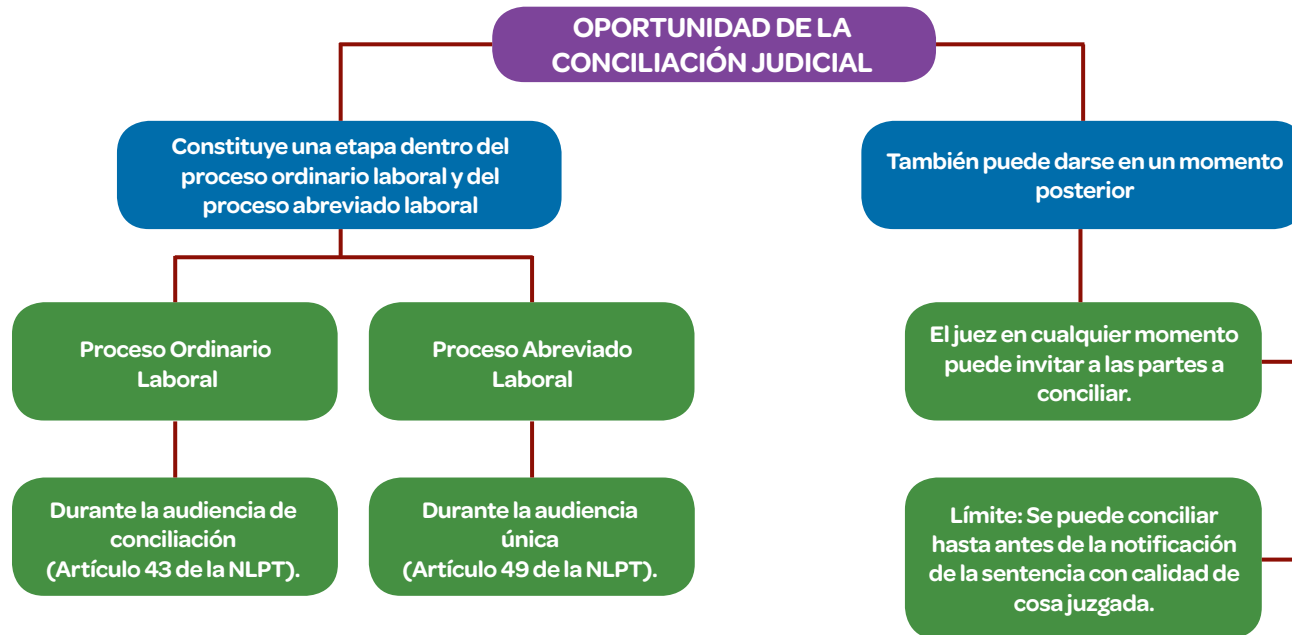 OPORTUNIDAD DE LA
CONCILIACIÓN JUDICIAL
Constituye una etapa dentro del
proceso ordinario laboral y del
proceso abreviado laboral
También puede darse en un momento
posterior
Proceso Ordinario
Laboral
Proceso Abreviado
Laboral
El juez en cualquier momento
puede invitar a las partes a
conciliar.
Durante la audiencia de
conciliación
(Artículo 43 de la NLPT).
Durante la audiencia
única
(Artículo 49 de la NLPT).
Límite: Se puede conciliar
hasta antes de la notificación
de la sentencia con calidad de
cosa juzgada.